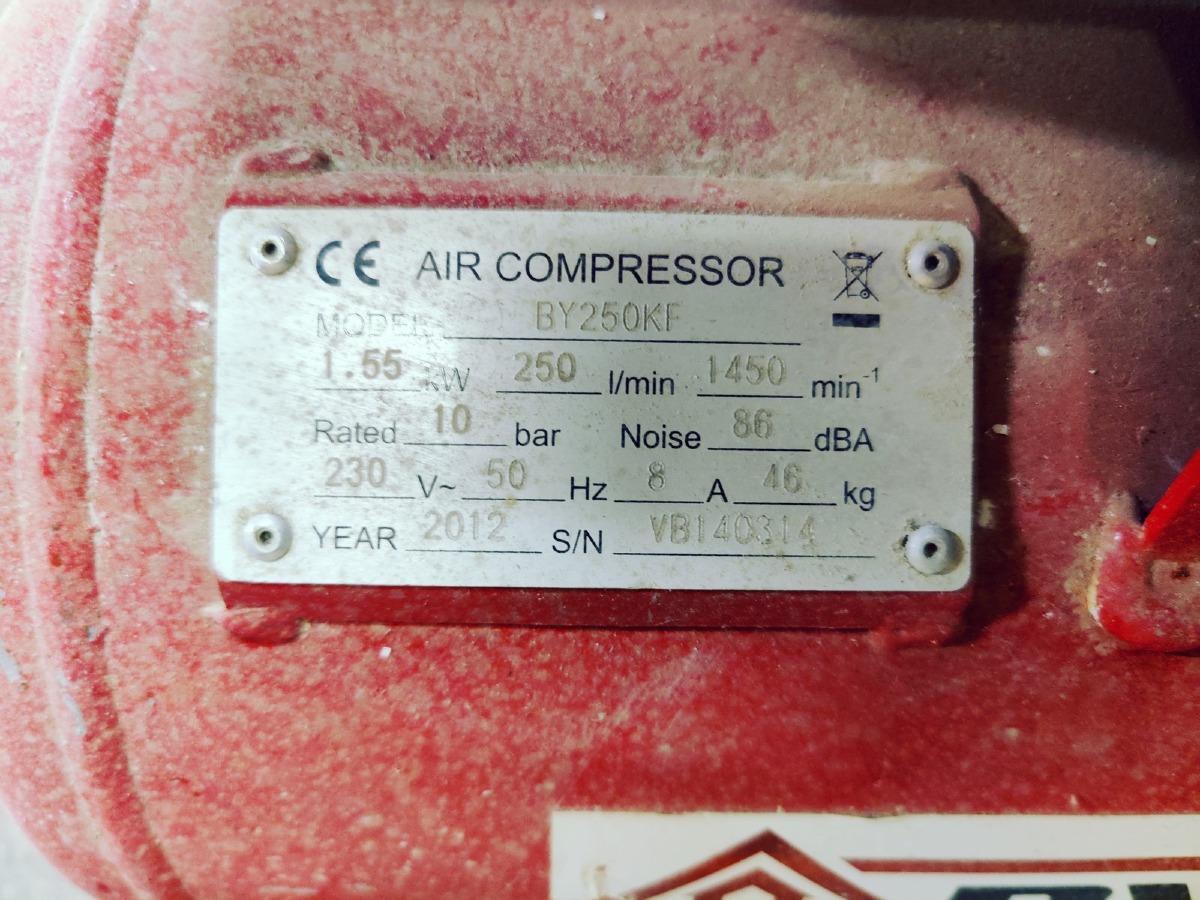 CE AIR COMPRESSOR
MODEL BY250KF
1.55 kW 250 l/min 1450 min-1
Rated 10 bar Noise 86 dBA
230 V~ 50 Hz 8 A 46 kg
YEAR 2012 S/N VB140314